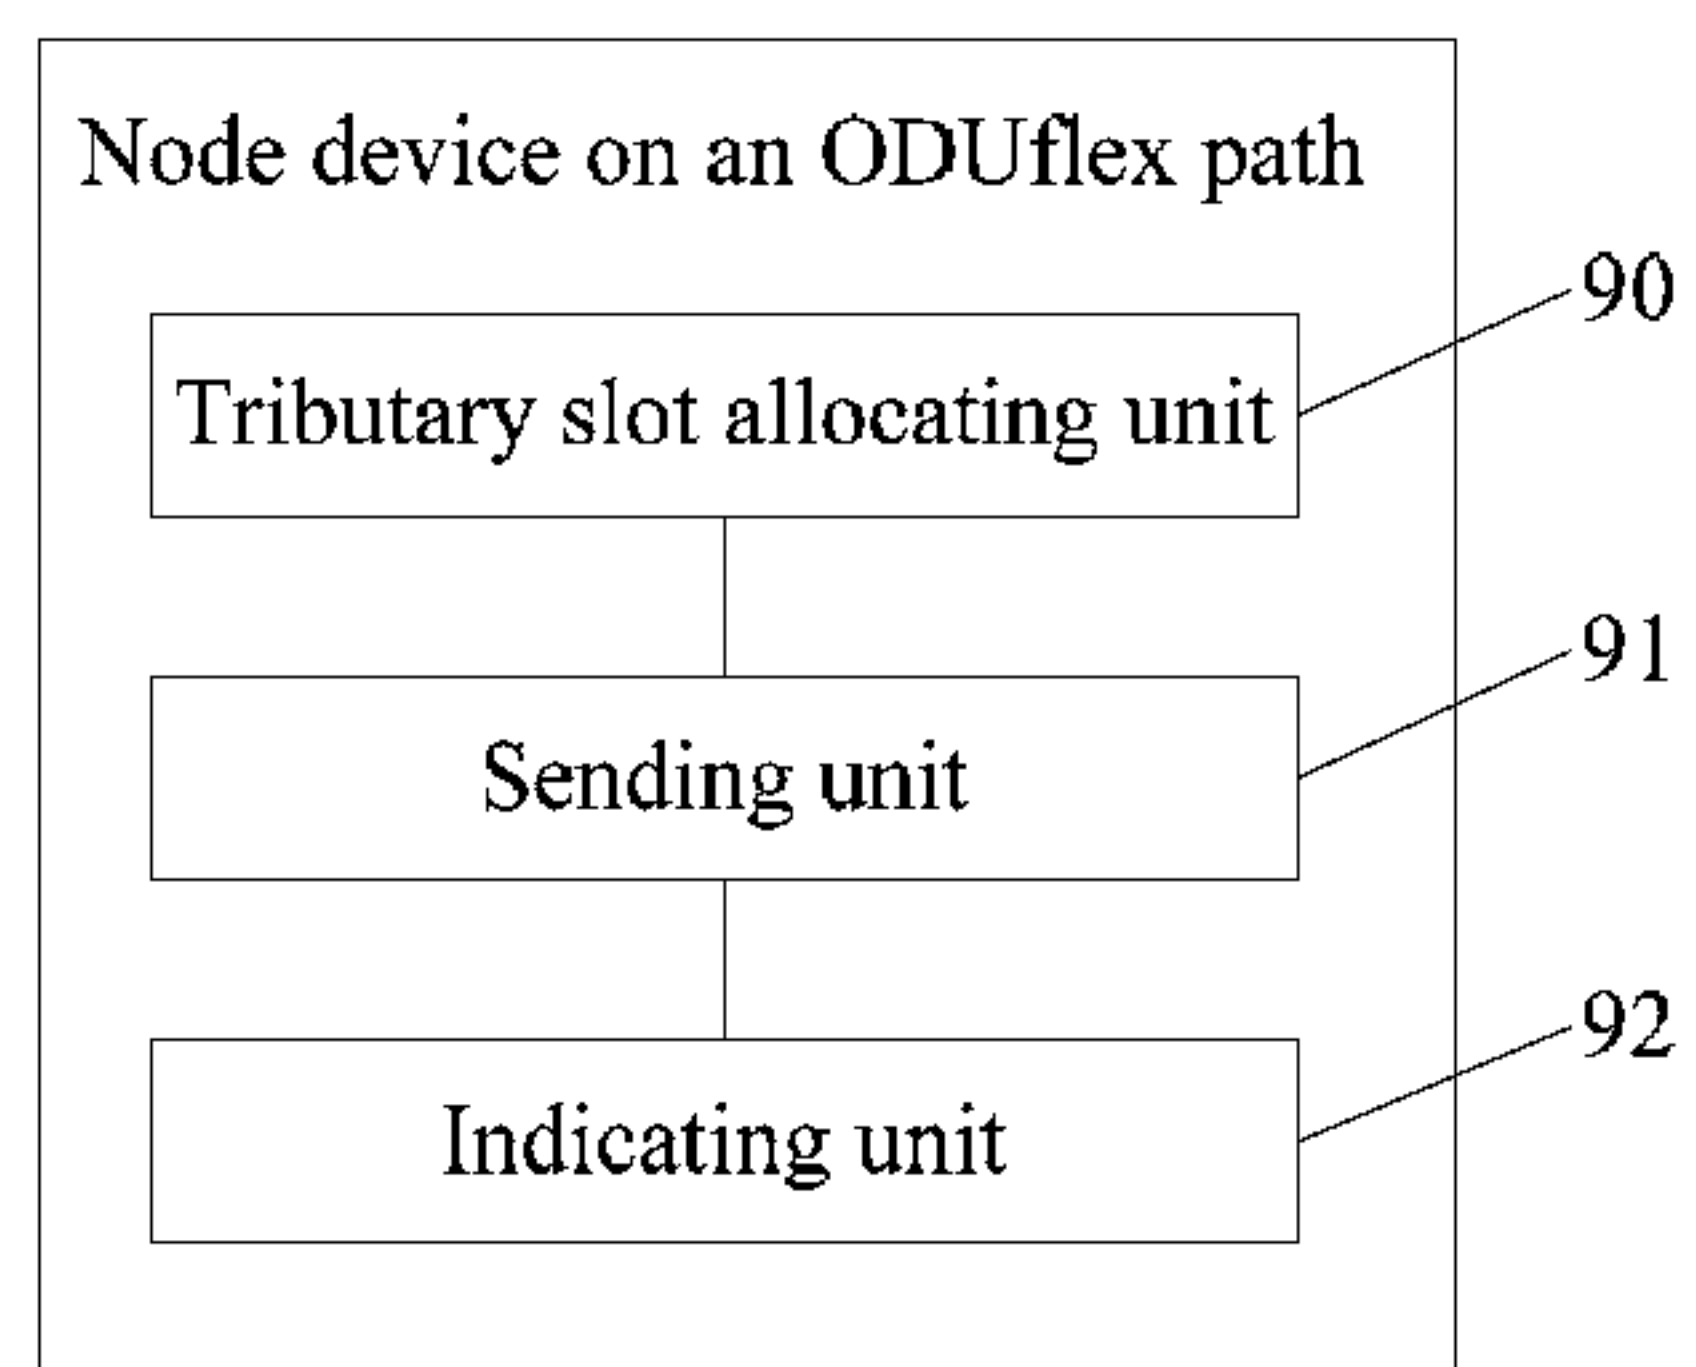 Node device on an ODUflex path
90
Tributary slot allocating unit
91
Sending unit
92
Indicating unit